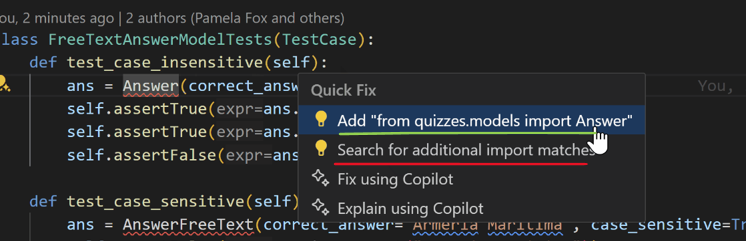 ou, 2 minutes ago | 2 authors (Pamela Fox and others)
lass FreeTextAnswerModelTests(TestCase):
def test_case_insensitive(self):
ans = Answer(correct_answ
You,
self.assertTrue(expr=ans.
self.assertTrue(expr=ans.
self.assertFalse(expr=ans
Quick Fix
Add "from quizzes.models import Answer"
Search for additional import matches
Fix using Copilot
Explain using Copilot
def test_case_sensitive(self)
ans = AnswerFreeText(correct_answer="Armeria Maritima", case_sensitive=Tr